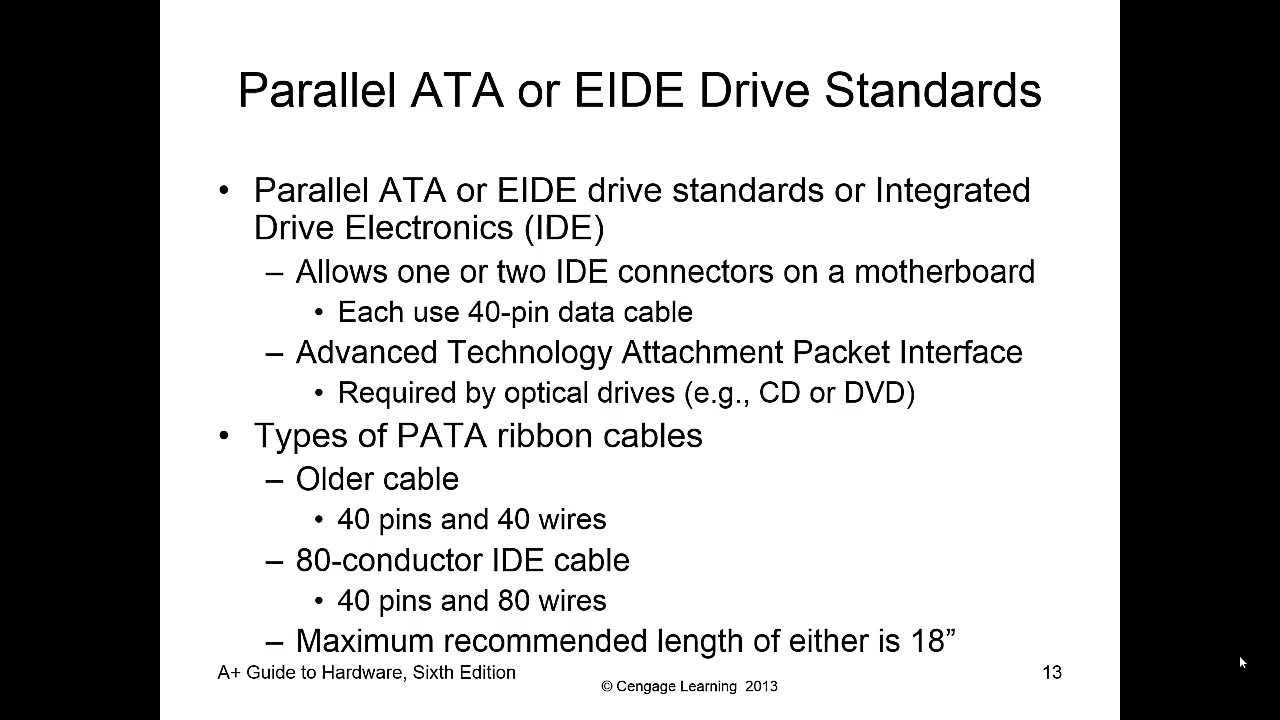 Parallel ATA or EIDE Drive Standards
• Parallel ATA or EIDE drive standards or Integrated
Drive Electronics (IDE)
– Allows one or two IDE connectors on a motherboard
• Each use 40-pin data cable
– Advanced Technology Attachment Packet Interface
• Required by optical drives (e.g., CD or DVD)
• Types of PATA ribbon cables
– Older cable
• 40 pins and 40 wires
– 80-conductor IDE cable
• 40 pins and 80 wires
– Maximum recommended length of either is 18”
A+ Guide to Hardware, Sixth Edition
© Cengage Learning 2013
13